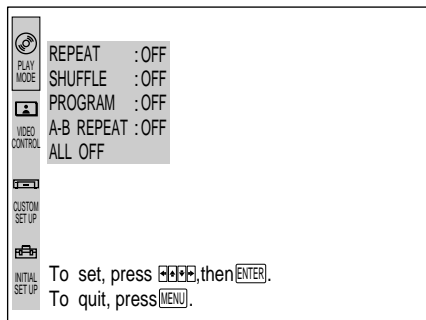 PLAY
MODE
REPEAT : OFF
SHUFFLE : OFF
PROGRAM : OFF
A-B REPEAT : OFF
ALL OFF
VIDEO
CONTROL
CUSTOM
SET UP
INITIAL
SET UP
To set, press ,then ENTER.
To quit, press MENU.